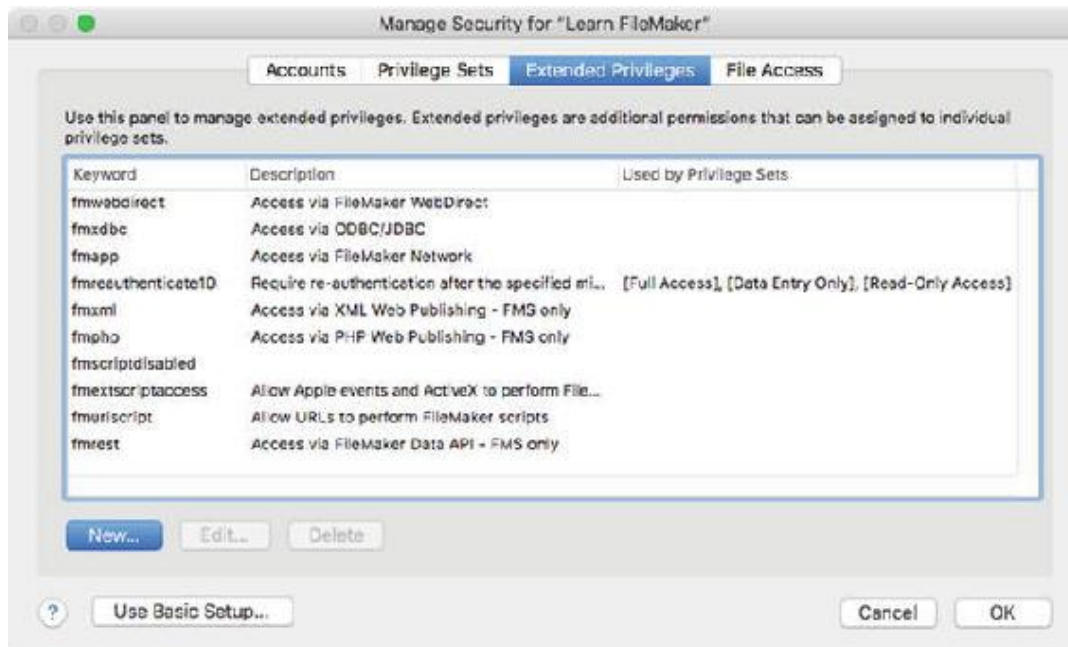 Manage Security for "Learn FileMaker"
Accounts Privilege Sets Extended Privileges File Access
Use this panel to manage extended privileges. Extended privileges are additional permissions that can be assigned to individual
privilege sets.
Keyword Description Used by Privilege Sets
fmwebdirect Access via FileMaker WebDirect
fmxdbc Access via ODBC/JDBC
fmapp Access via FileMaker Network
fmreauthenticate10 Require re-authentication after the specified mi... [Full Access], [Data Entry Only], [Read-Only Access]
fmxml Access via XML Web Publishing - FMS only
fmphp Access via PHP Web Publishing - FMS only
fmscriptdisabled
fmextscriptaccess Allow Apple events and ActiveX to perform File...
fmurlscript Allow URLs to perform FileMaker scripts
fmrest Access via FileMaker Data API - FMS only
New... Edit... Delete
? Use Basic Setup... Cancel OK